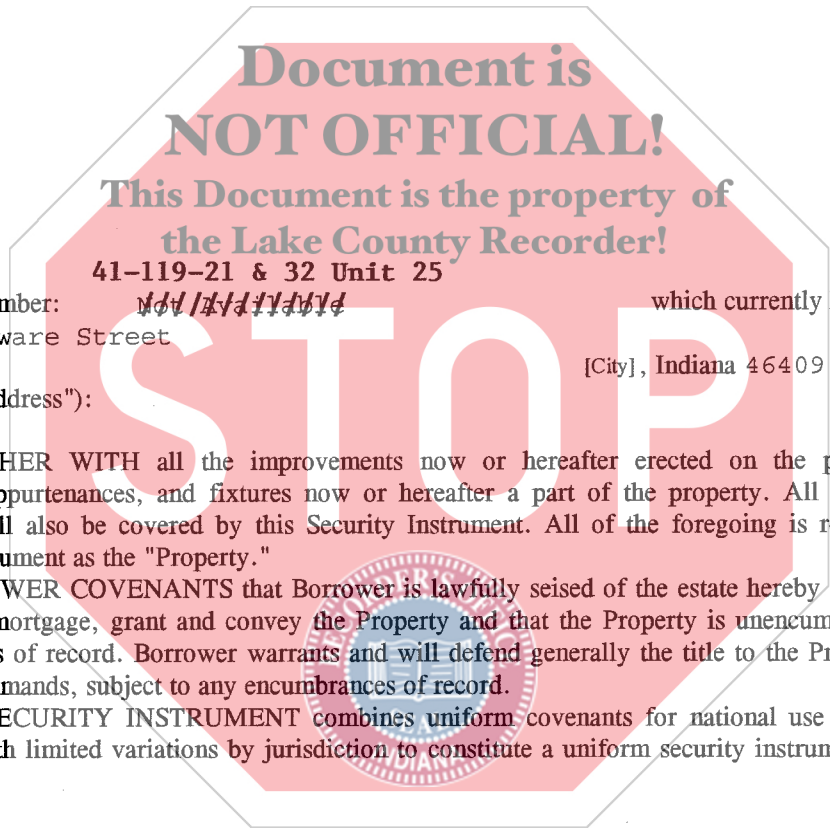 Document is
NOT OFFICIAL!
This Document is the property of
the Lake County Recorder!
41-119-21 & 32 Unit 25
mber: Not Available which currently
ware Street
[City], Indiana 46409
ddress"):
STOP
HER WITH all the improvements now or hereafter erected on the p
ppurtenances, and fixtures now or hereafter a part of the property. All
ll also be covered by this Security Instrument. All of the foregoing is r
ument as the "Property."
WER COVENANTS that Borrower is lawfully seised of the estate hereby
mortgage, grant and convey the Property and that the Property is unencum
s of record. Borrower warrants and will defend generally the title to the Pr
mands, subject to any encumbrances of record.
ECURITY INSTRUMENT combines uniform covenants for national use
th limited variations by jurisdiction to constitute a uniform security instrum
RECORDER'S OFFICE
INDIANA